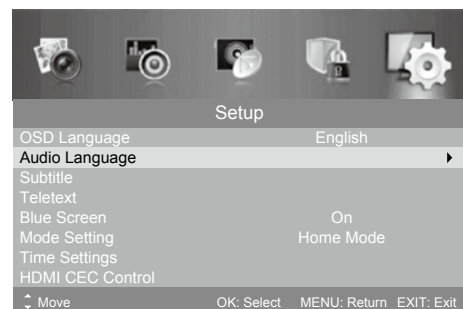 Setup
OSD Language English
Audio Language
Subtitle
Teletext
Blue Screen On
Mode Setting Home Mode
Time Settings
HDMI CEC Control
Move OK: Select MENU: Return EXIT: Exit